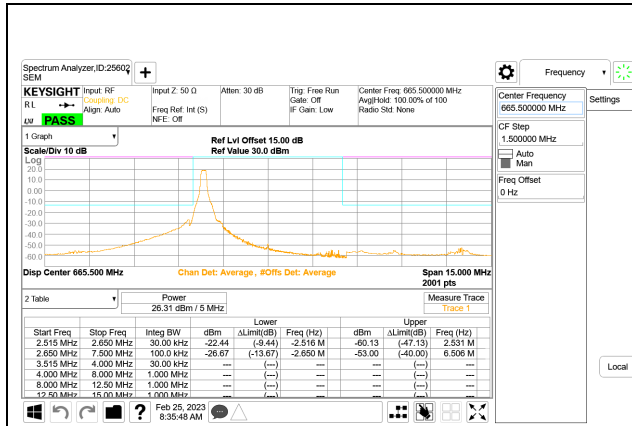 Spectrum Analyzer,ID:25602
SEM
Frequency
KEYSIGHT
Input: RF
Coupling: DC
Align: Auto
Input Z: 50 Ω
Freq Ref: Int (S)
NFE: Off
Atten: 30 dB
Trig: Free Run
Gate: Off
IF Gain: Low
Center Freq: 665.500000 MHz
Avg|Hold: 100.00% of 100
Radio Std: None
R L
LXI
PASS
Center Frequency
665.500000 MHz
Settings
CF Step
1.500000 MHz
Auto
Man
Freq Offset
0 Hz
1 Graph
Ref Lvl Offset 15.00 dB
Scale/Div 10 dB
Ref Value 30.0 dBm
Log
20.0
10.0
0.00
-10.0
-20.0
-30.0
-40.0
-50.0
-60.0
Disp Center 665.500 MHz
Chan Det: Average , #Offs Det: Average
Span 15.000 MHz
2001 pts
2 Table
Power
26.31 dBm / 5 MHz
Measure Trace
Trace 1
Lower Upper
Start Freq Stop Freq Integ BW dBm ΔLimit(dB) Freq (Hz) dBm ΔLimit(dB) Freq (Hz)
2.515 MHz 2.650 MHz 30.00 kHz -22.44 (-9.44) -2.516 M -60.13 (-47.13) 2.531 M
2.650 MHz 7.500 MHz 100.0 kHz -26.67 (-13.67) -2.650 M -53.00 (-40.00) 6.506 M
3.515 MHz 4.000 MHz 30.00 kHz --- (---) --- --- (---) ---
4.000 MHz 8.000 MHz 1.000 MHz --- (---) --- --- (---) ---
8.000 MHz 12.50 MHz 1.000 MHz --- (---) --- --- (---) ---
12.50 MHz 15.00 MHz 1.000 MHz --- (---) --- --- (---) ---
Local
?
Feb 25, 2023
8:35:48 AM